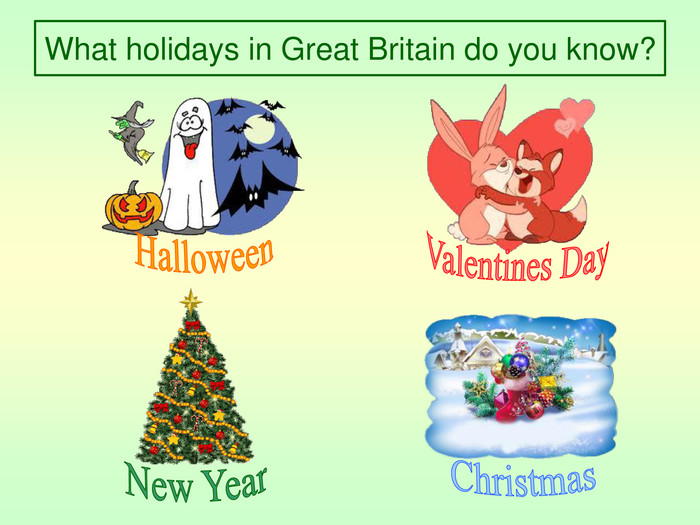 What holidays in Great Britain do you know?
Halloween
Valentines Day
New Year
Christmas